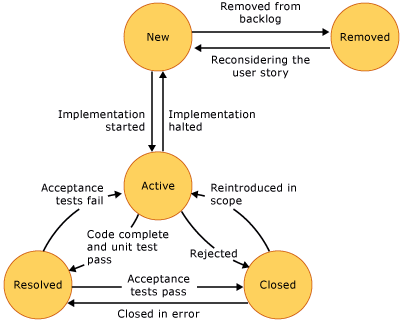 Removed from
backlog
New
Removed
Reconsidering the
user story
Implementation
started
Implementation
halted
Acceptance
tests fail
Active
Reintroduced in
scope
Code complete
and unit test
pass
Rejected
Resolved
Acceptance
tests pass
Closed
Closed in error